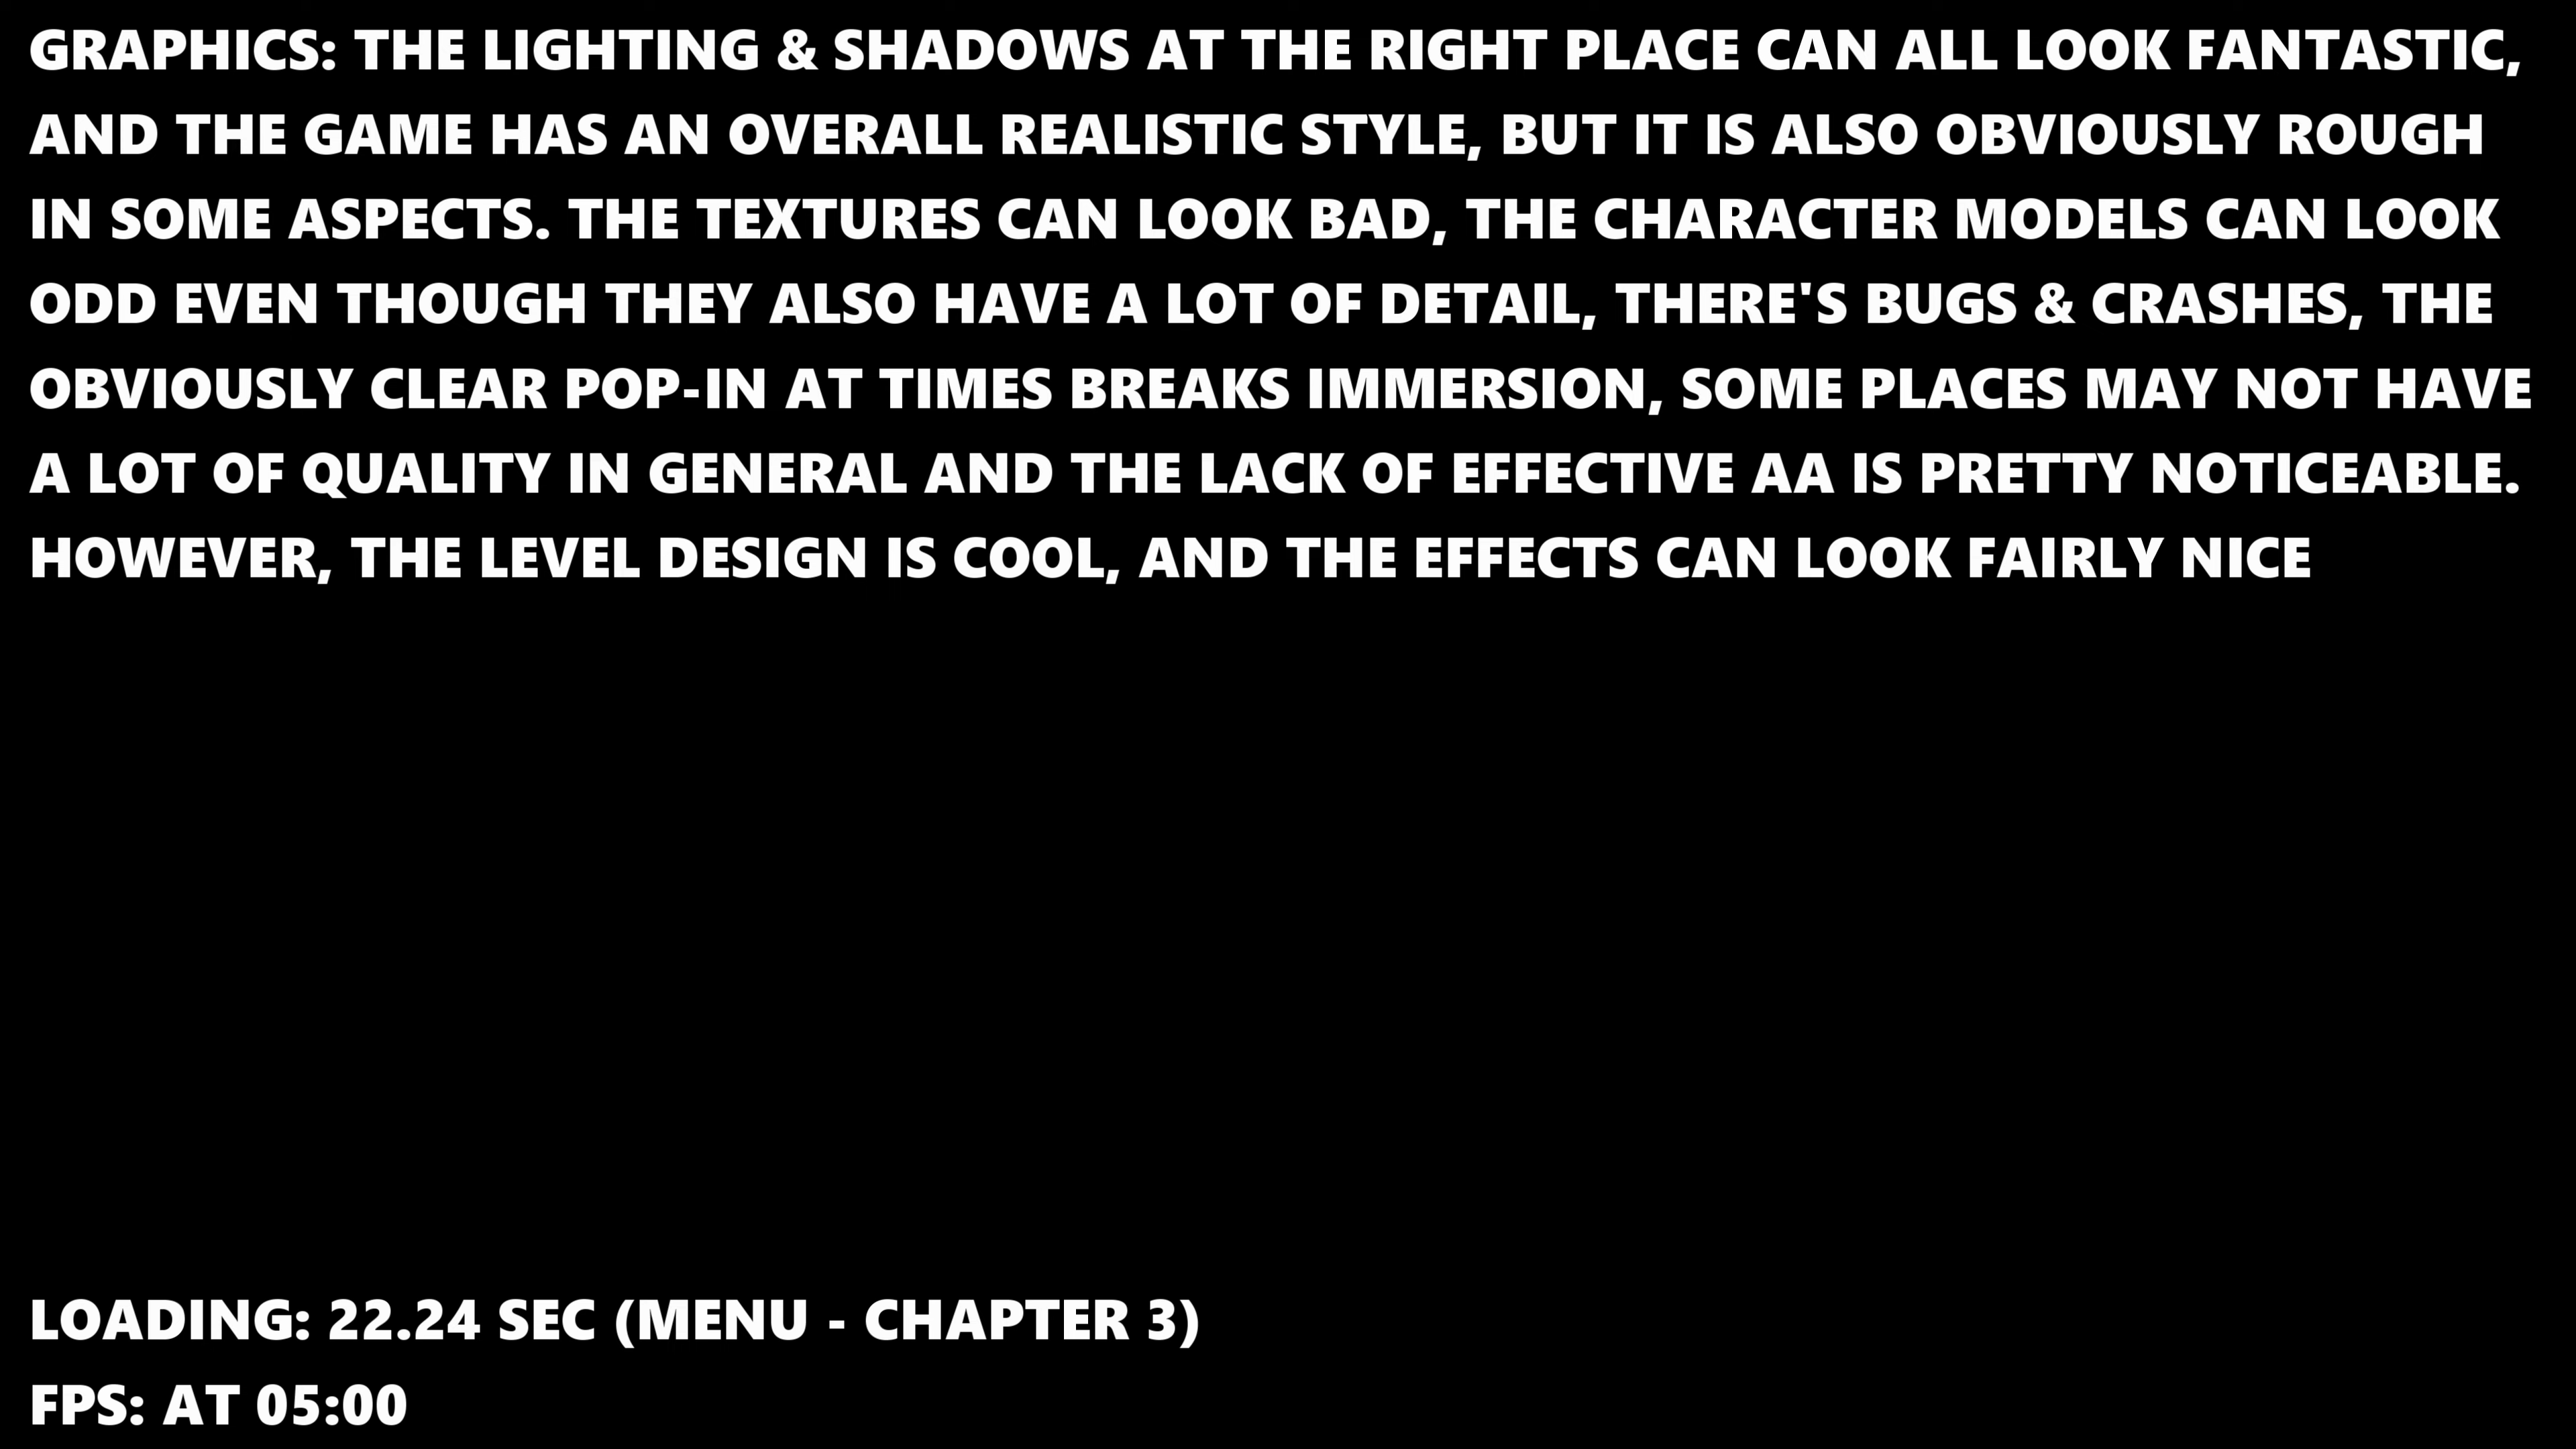 GRAPHICS: THE LIGHTING & SHADOWS AT THE RIGHT PLACE CAN ALL LOOK FANTASTIC,
AND THE GAME HAS AN OVERALL REALISTIC STYLE, BUT IT IS ALSO OBVIOUSLY ROUGH
IN SOME ASPECTS. THE TEXTURES CAN LOOK BAD, THE CHARACTER MODELS CAN LOOK
ODD EVEN THOUGH THEY ALSO HAVE A LOT OF DETAIL, THERE'S BUGS & CRASHES, THE
OBVIOUSLY CLEAR POP-IN AT TIMES BREAKS IMMERSION, SOME PLACES MAY NOT HAVE
A LOT OF QUALITY IN GENERAL AND THE LACK OF EFFECTIVE AA IS PRETTY NOTICEABLE.
HOWEVER, THE LEVEL DESIGN IS COOL, AND THE EFFECTS CAN LOOK FAIRLY NICE
LOADING: 22.24 SEC (MENU - CHAPTER 3)
FPS: AT 05:00